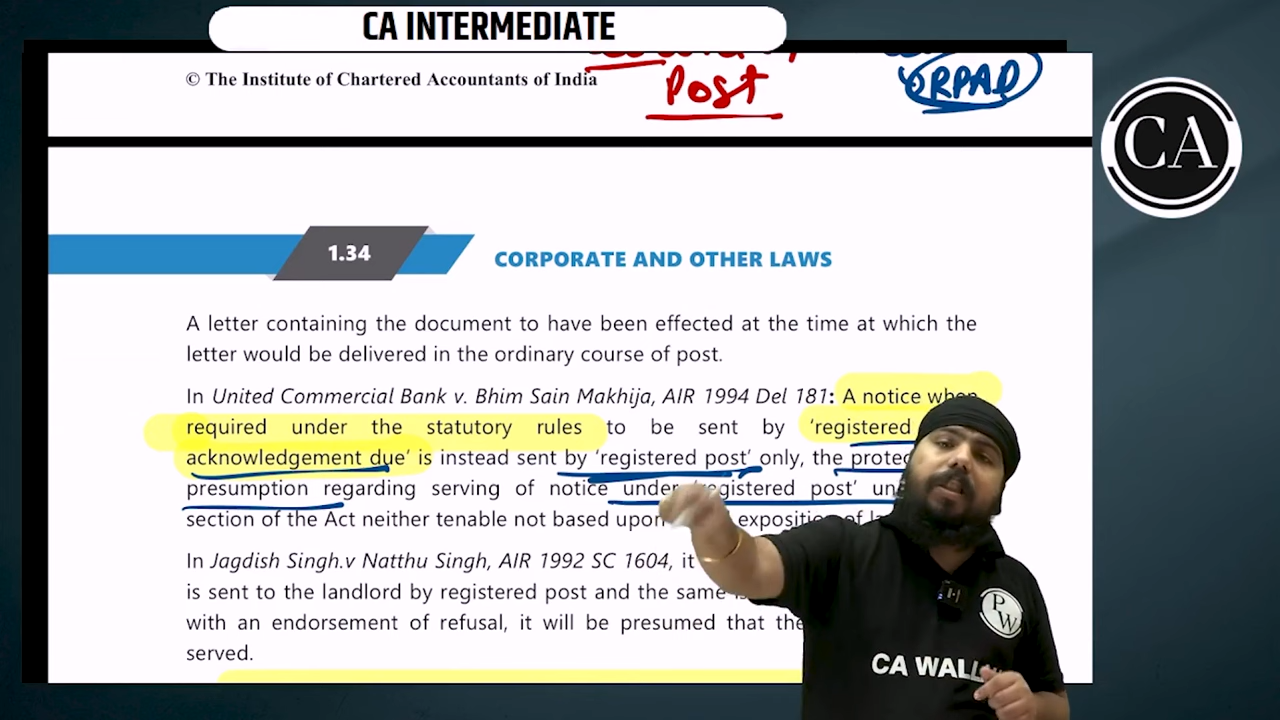 CA INTERMEDIATE
© The Institute of Chartered Accountants of India
Post
RPAD
CA
1.34
CORPORATE AND OTHER LAWS
A letter containing the document to have been effected at the time at which the
letter would be delivered in the ordinary course of post.
In United Commercial Bank v. Bhim Sain Makhija, AIR 1994 Del 181: A notice when
required under the statutory rules to be sent by ‘registered
acknowledgement due’ is instead sent by ‘registered post’ only, the
presumption regarding serving of notice under ‘registered post’
section of the Act neither tenable not based upon exposition of
In Jagdish Singh.v Natthu Singh, AIR 1992 SC 1604, it
is sent to the landlord by registered post and the same
with an endorsement of refusal, it will be presumed that the
served.
PW
CA